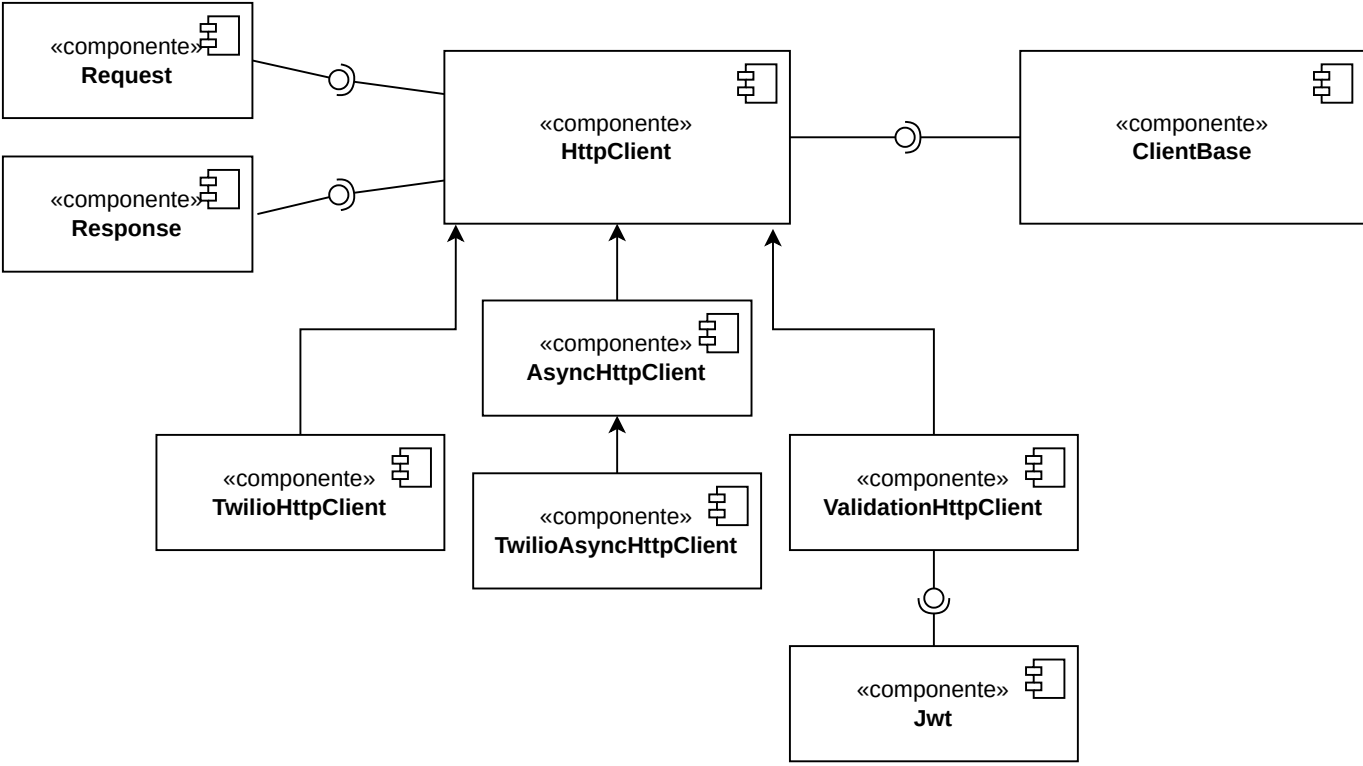 «componente»
Request
«componente»
Response
«componente»
HttpClient
«componente»
ClientBase
«componente»
AsyncHttpClient
«componente»
TwilioHttpClient
«componente»
TwilioAsyncHttpClient
«componente»
ValidationHttpClient
«componente»
Jwt